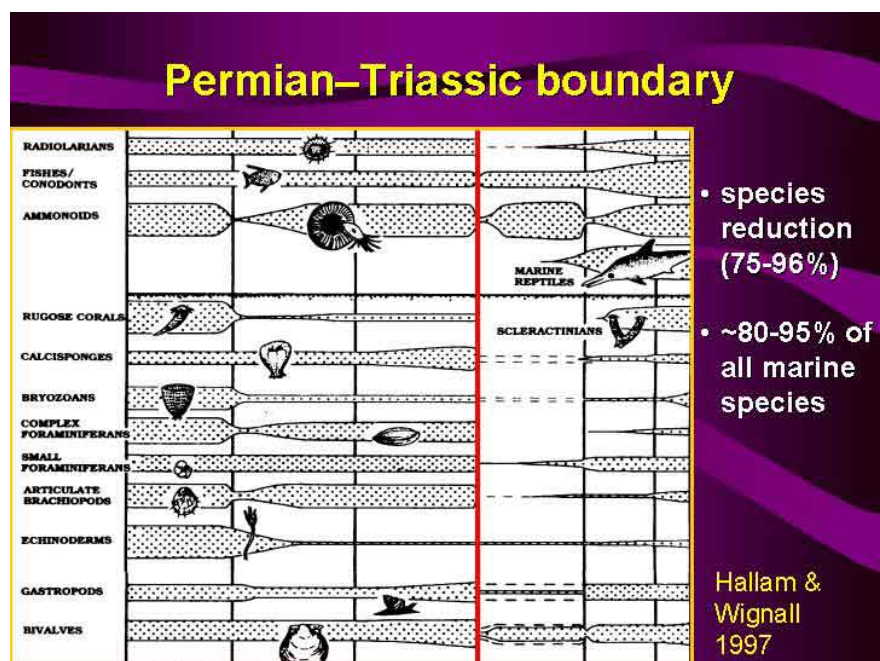 Permian–Triassic boundary
RADIOLARIANS
FISHES/
CONODONTS
AMMONOIDS
MARINE
REPTILES
RUGOSE CORALS
SCLERACTINIANS
CALCISPONGES
BRYOZOANS
COMPLEX
FORAMINIFERANS
SMALL
FORAMINIFERANS
ARTICULATE
BRACHIOPODS
ECHINODERMS
GASTROPODS
BIVALVES
• species
reduction
(75-96%)
• ~80-95% of
all marine
species
Hallam &
Wignall
1997